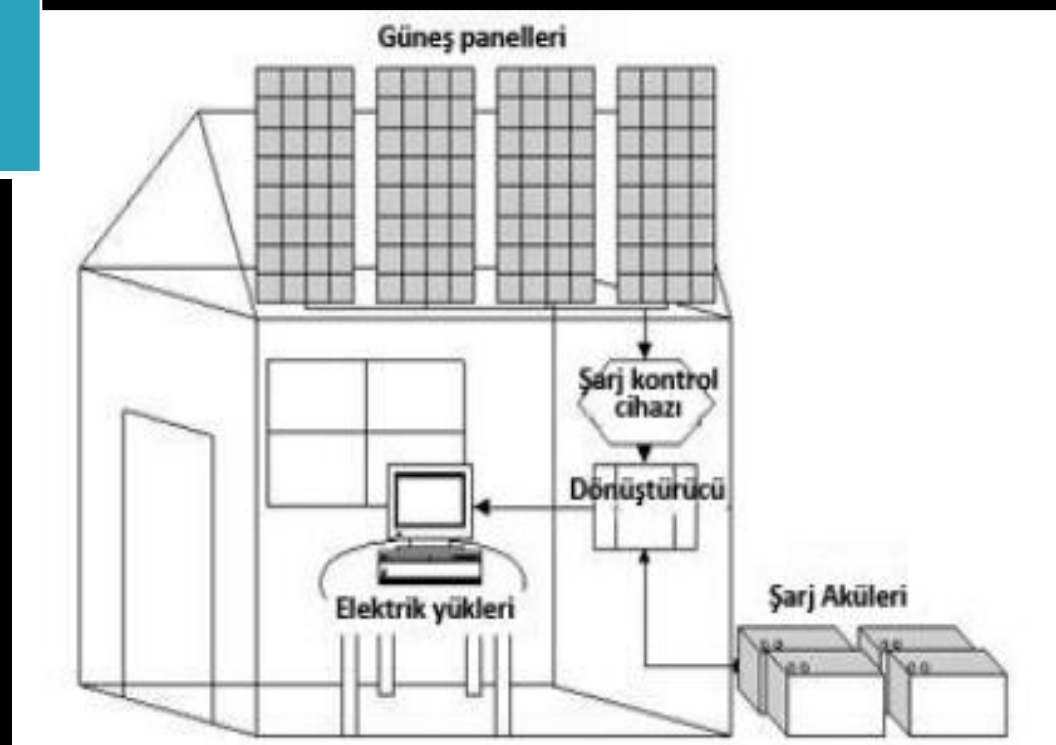 Güneş panelleri
Şarj kontrol
cihazı
Dönüştürücü
Şarj Aküleri
Elektrik yükleri